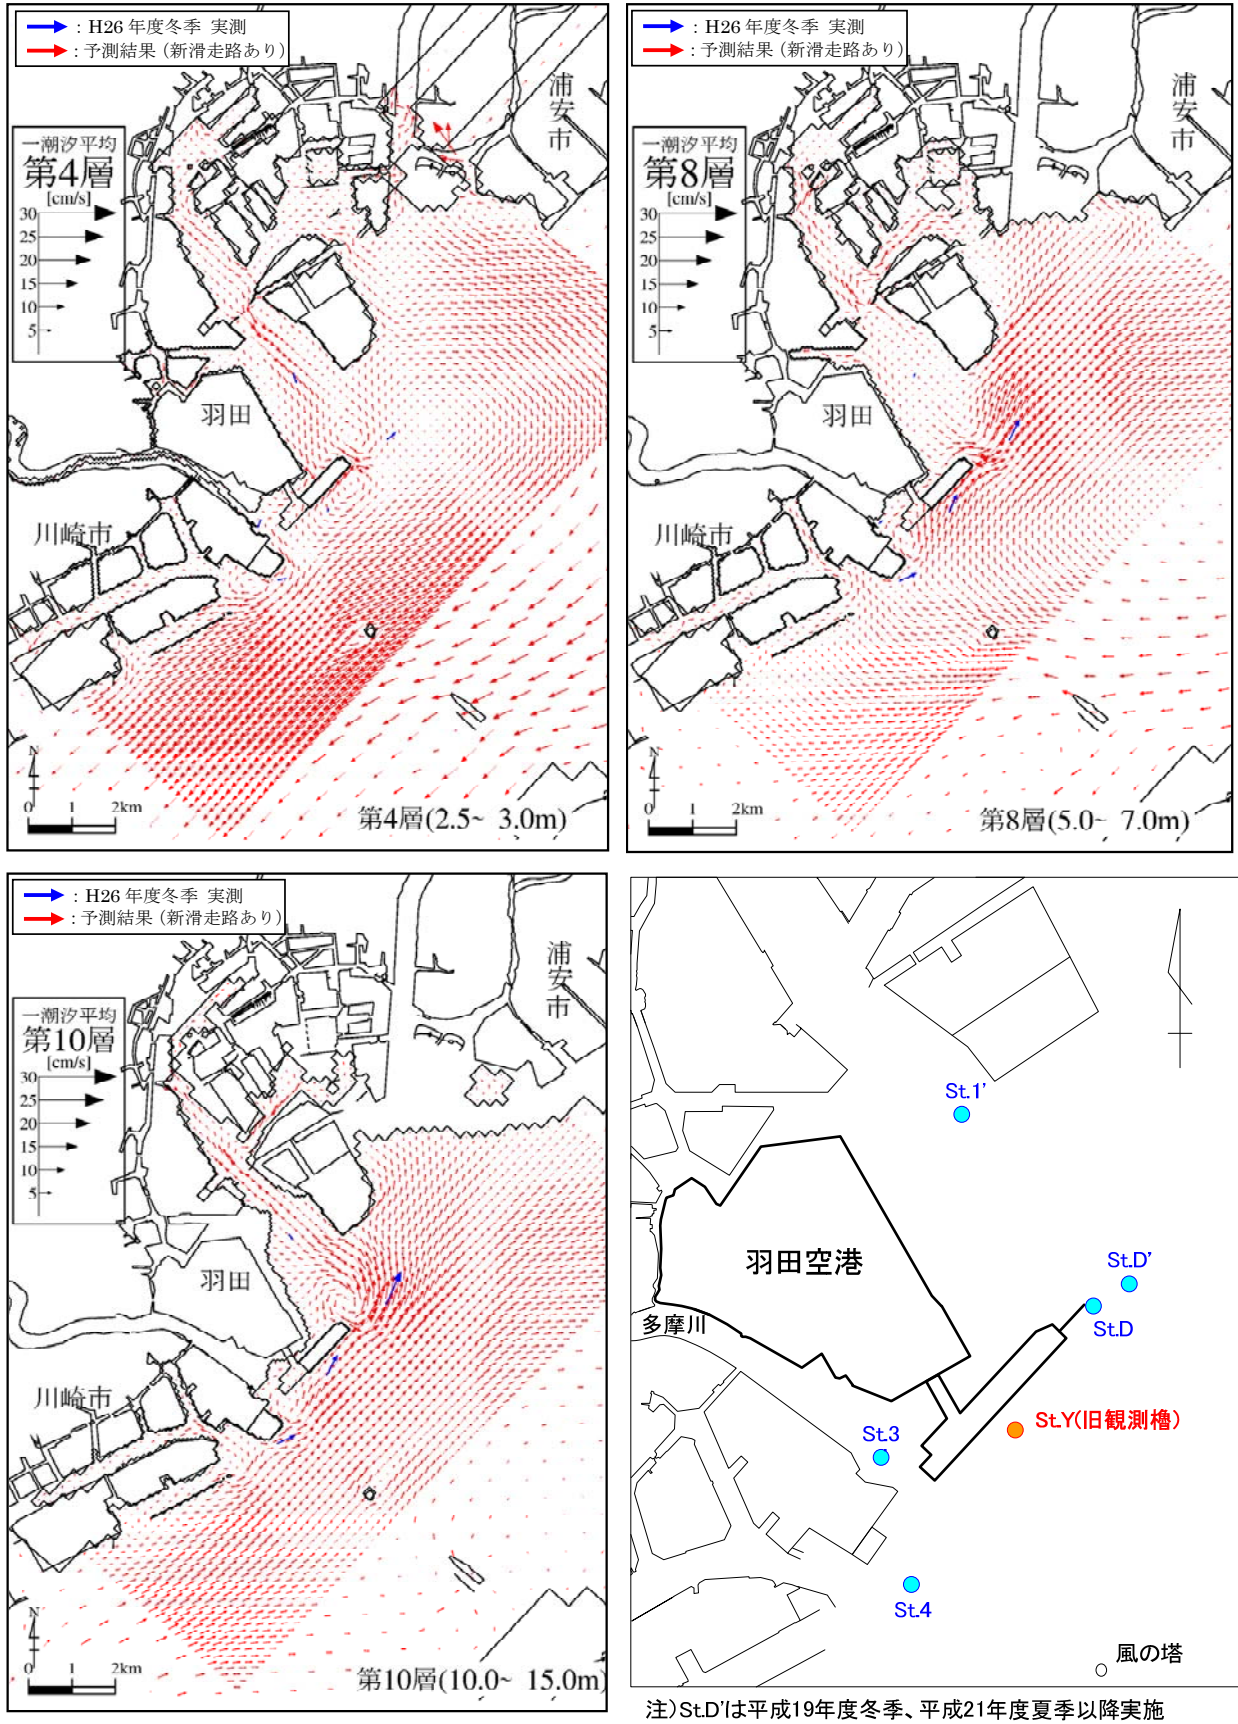 : H26 年度冬季 実測
: 予測結果 (新滑走路あり)
浦安市
一潮汐平均
第4層
[cm/s]
30
25
20
15
10
5
羽田
川崎市
N
0 1 2km
第4層(2.5~ 3.0m)
: H26 年度冬季 実測
: 予測結果 (新滑走路あり)
浦安市
一潮汐平均
第8層
[cm/s]
30
25
20
15
10
5
羽田
川崎市
N
0 1 2km
第8層(5.0~ 7.0m)
: H26 年度冬季 実測
: 予測結果 (新滑走路あり)
浦安市
一潮汐平均
第10層
[cm/s]
30
25
20
15
10
5
羽田
川崎市
N
0 1 2km
第10層(10.0~ 15.0m)
St.1'
羽田空港
St.D'
多摩川
St.D
St.Y(旧観測櫓)
St.3
St.4
風の塔
注)St.D'は平成19年度冬季、平成21年度夏季以降実施